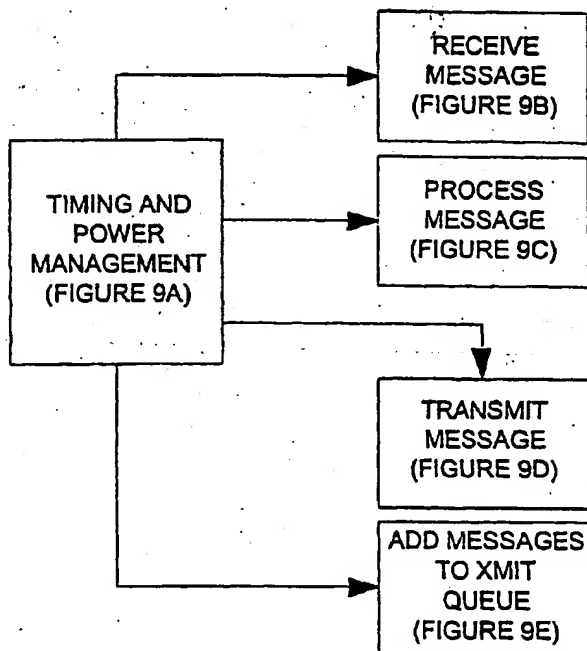 RECEIVE
MESSAGE
(FIGURE 9B)
TIMING AND
POWER
MANAGEMENT
(FIGURE 9A)
PROCESS
MESSAGE
(FIGURE 9C)
TRANSMIT
MESSAGE
(FIGURE 9D)
ADD MESSAGES
TO XMIT
QUEUE
(FIGURE 9E)